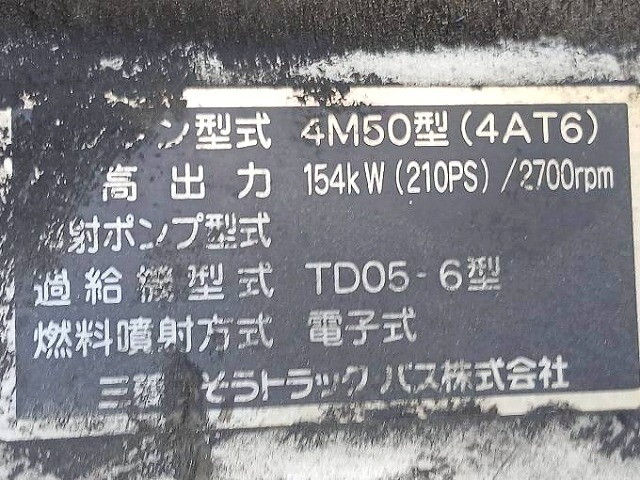 ン型式 4M50型(4AT6)
高出力 154kW(210PS)/2700rpm
射ポンプ型式
過給機型式 TD05-6型
燃料噴射方式 電子式
三菱ふそうトラック バス株式会社